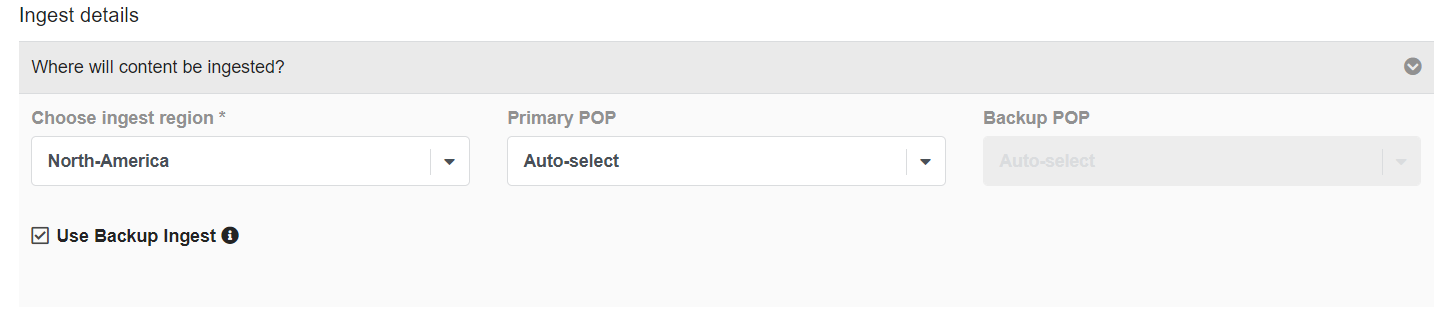 Ingest details
Where will content be ingested?
Choose ingest region *
Primary POP
Backup POP
North-America
Auto-select
Auto-select
Use Backup Ingest